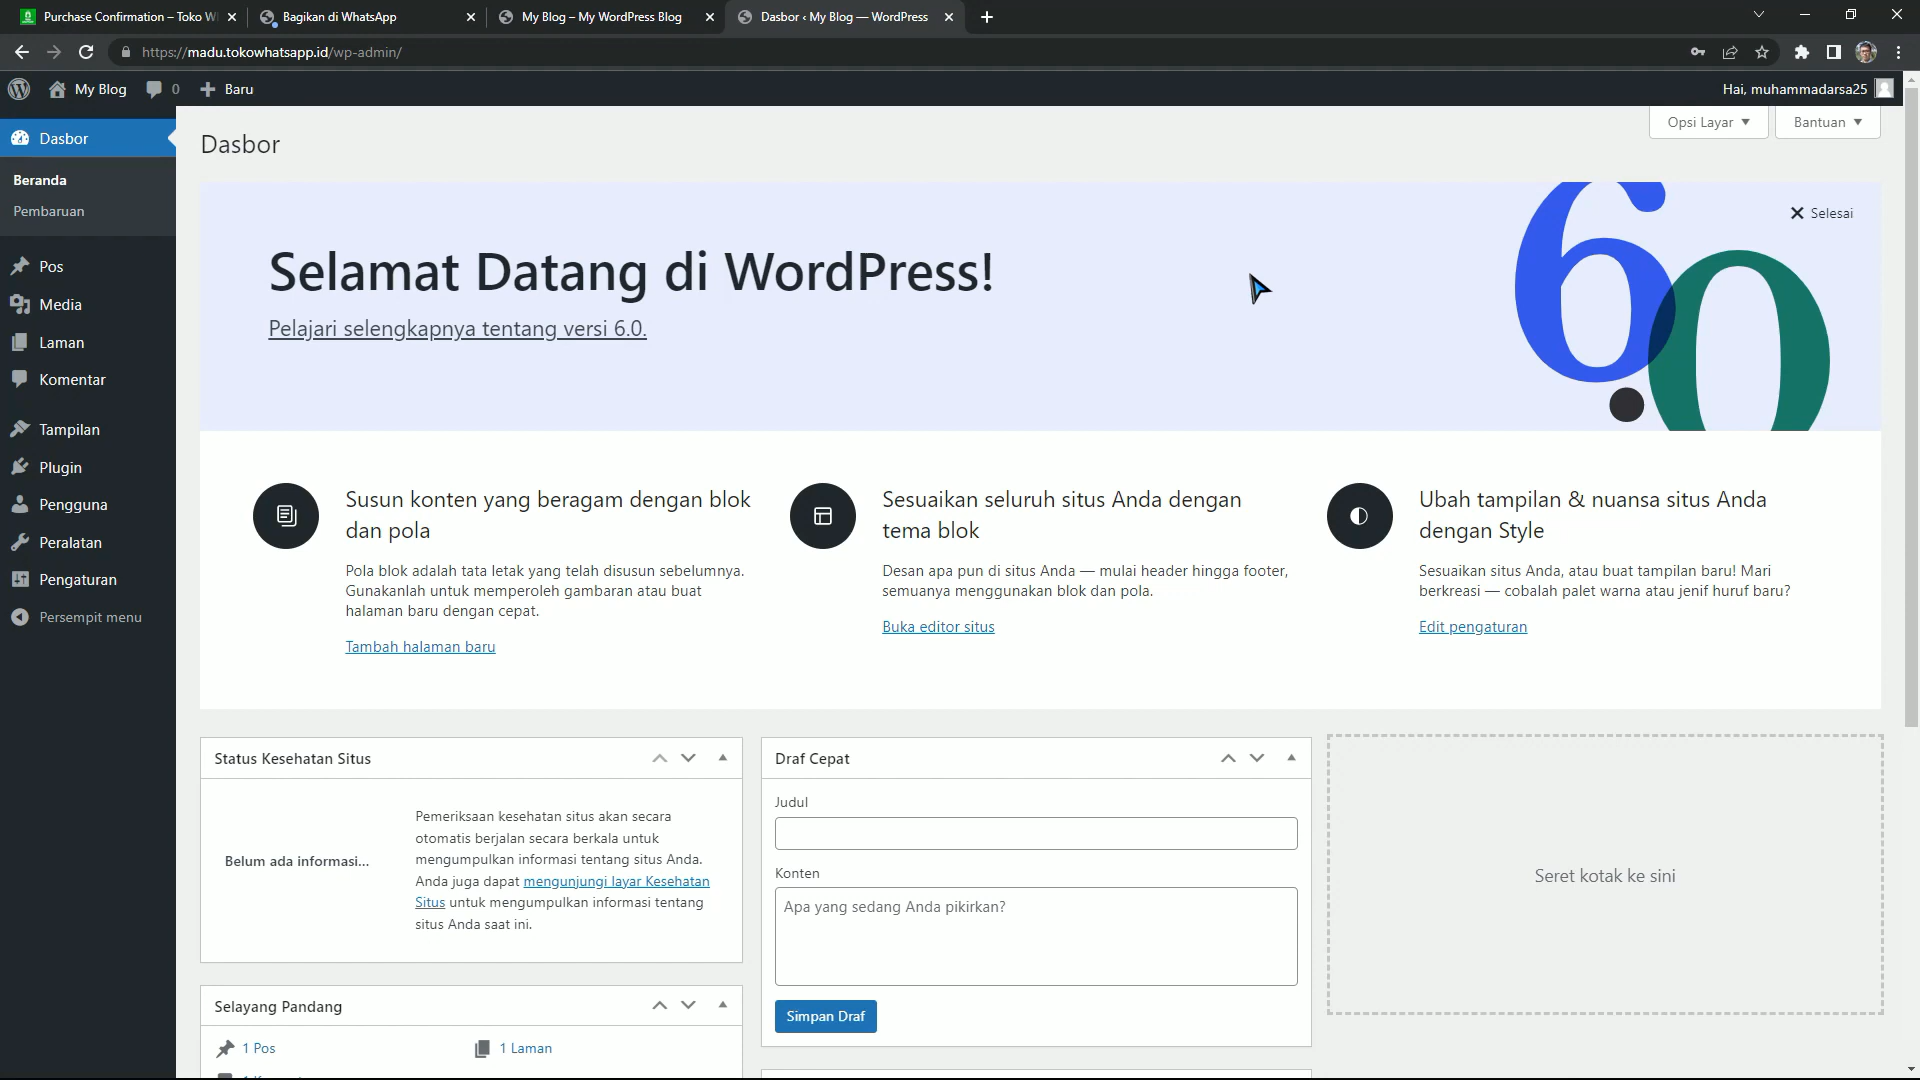 Purchase Confirmation – Toko W
Bagikan di WhatsApp
My Blog – My WordPress Blog
Dasbor ‹ My Blog — WordPress
https://madu.tokowhatsapp.id/wp-admin/
My Blog
0
Baru
Hai, muhammadarsa25
Dasbor
Beranda
Pembaruan
Pos
Media
Laman
Komentar
Tampilan
Plugin
Pengguna
Peralatan
Pengaturan
Persempit menu
Dasbor
Opsi Layar
Bantuan
Selesai
Selamat Datang di WordPress!
Pelajari selengkapnya tentang versi 6.0.
6.0
Susun konten yang beragam dengan blok
dan pola
Pola blok adalah tata letak yang telah disusun sebelumnya.
Gunakanlah untuk memperoleh gambaran atau buat
halaman baru dengan cepat.
Tambah halaman baru
Sesuaikan seluruh situs Anda dengan
tema blok
Desan apa pun di situs Anda — mulai header hingga footer,
semuanya menggunakan blok dan pola.
Buka editor situs
Ubah tampilan & nuansa situs Anda
dengan Style
Sesuaikan situs Anda, atau buat tampilan baru! Mari
berkreasi — cobalah palet warna atau jenif huruf baru?
Edit pengaturan
Status Kesehatan Situs
Belum ada informasi...
Pemeriksaan kesehatan situs akan secara
otomatis berjalan secara berkala untuk
mengumpulkan informasi tentang situs Anda.
Anda juga dapat mengunjungi layar Kesehatan
Situs untuk mengumpulkan informasi tentang
situs Anda saat ini.
Selayang Pandang
1 Pos
1 Laman
Draf Cepat
Judul
Konten
Apa yang sedang Anda pikirkan?
Simpan Draf
Seret kotak ke sini